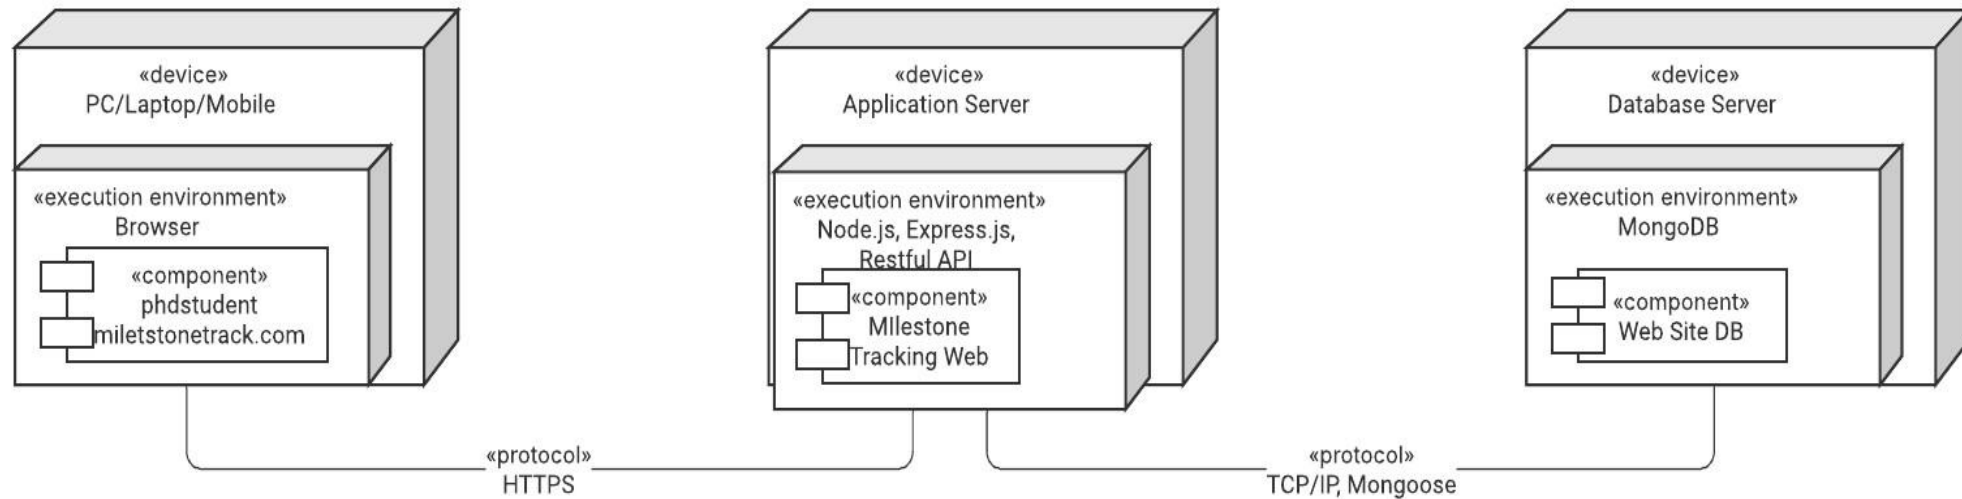 «device»
PC/Laptop/Mobile
«execution environment»
Browser
«component»
phdstudent
miletstonetrack.com
«device»
Application Server
«execution environment»
Node.js, Express.js,
Restful API
«component»
MIlestone
Tracking Web
«device»
Database Server
«execution environment»
MongoDB
«component»
Web Site DB
«protocol»
HTTPS
«protocol»
TCP/IP, Mongoose